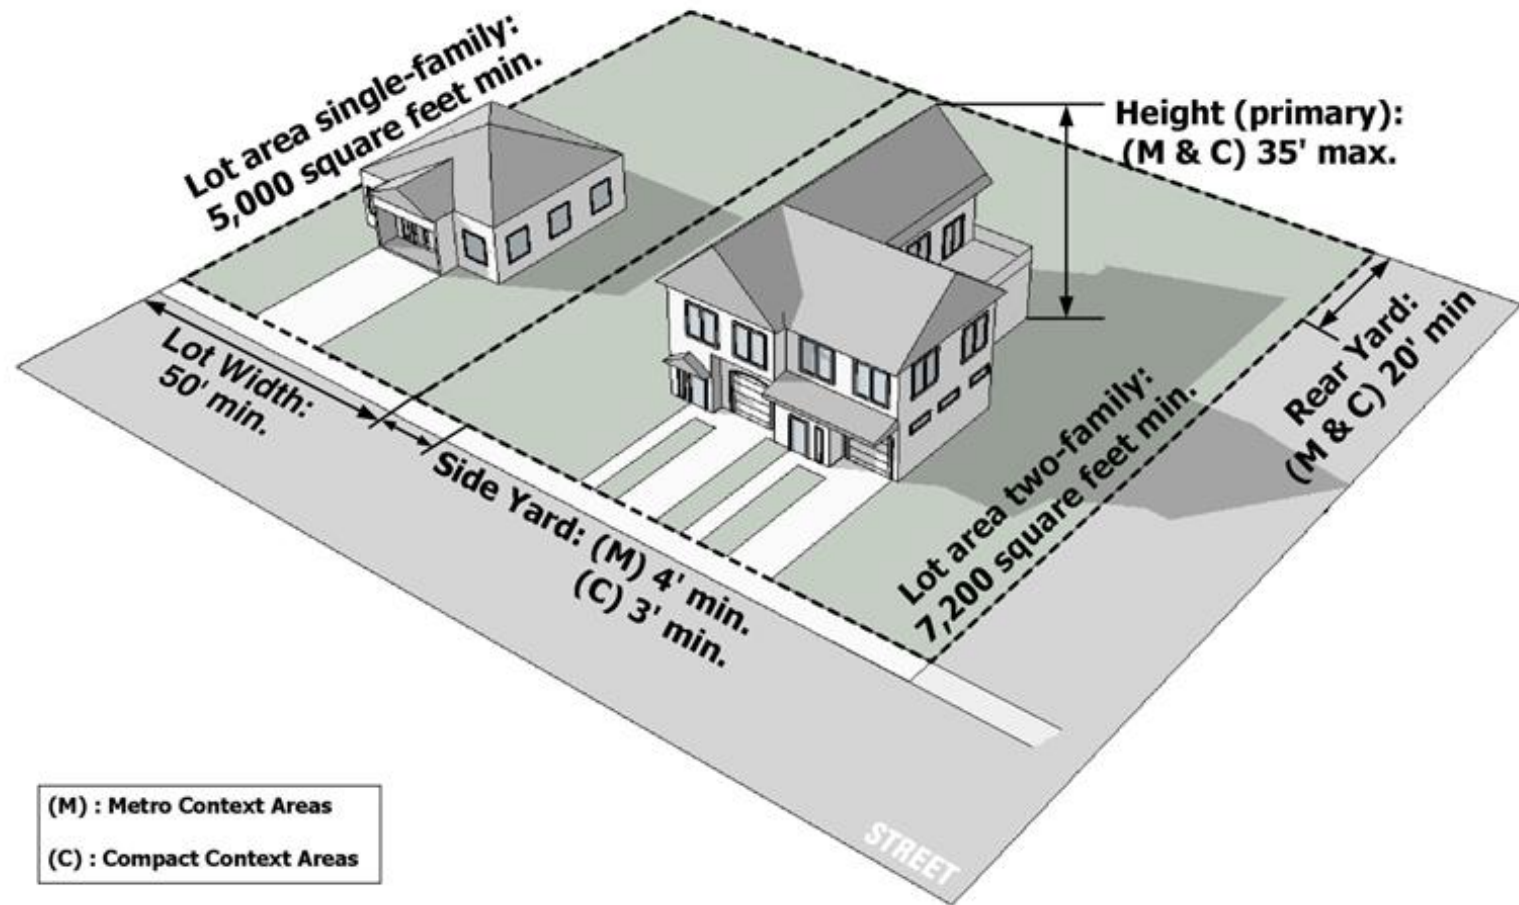 Lot area single-family:
5,000 square feet min.
Height (primary):
(M & C) 35' max.
Lot Width:
50' min.
Side Yard: (M) 4' min.
(C) 3' min.
Rear Yard:
(M & C) 20' min
Lot area two-family:
7,200 square feet min.
(M) : Metro Context Areas
(C) : Compact Context Areas
STREET